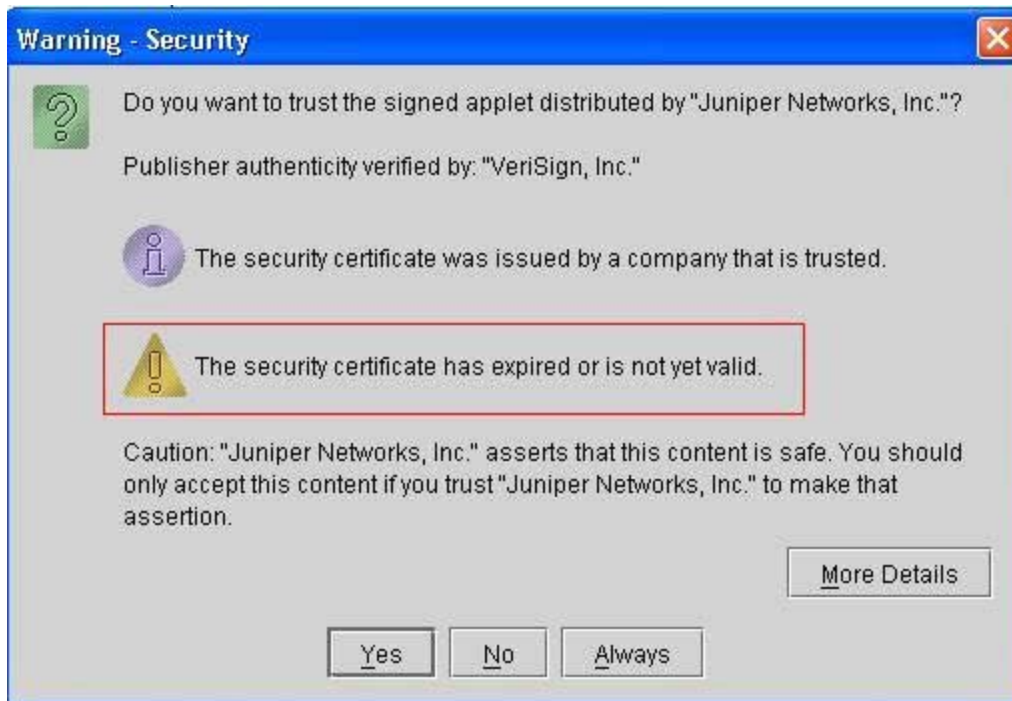 Warning - Security
Do you want to trust the signed applet distributed by "Juniper Networks, Inc."?
Publisher authenticity verified by: "VeriSign, Inc."
The security certificate was issued by a company that is trusted.
The security certificate has expired or is not yet valid.
Caution: "Juniper Networks, Inc." asserts that this content is safe. You should
only accept this content if you trust "Juniper Networks, Inc." to make that
assertion.
More Details
Yes No Always